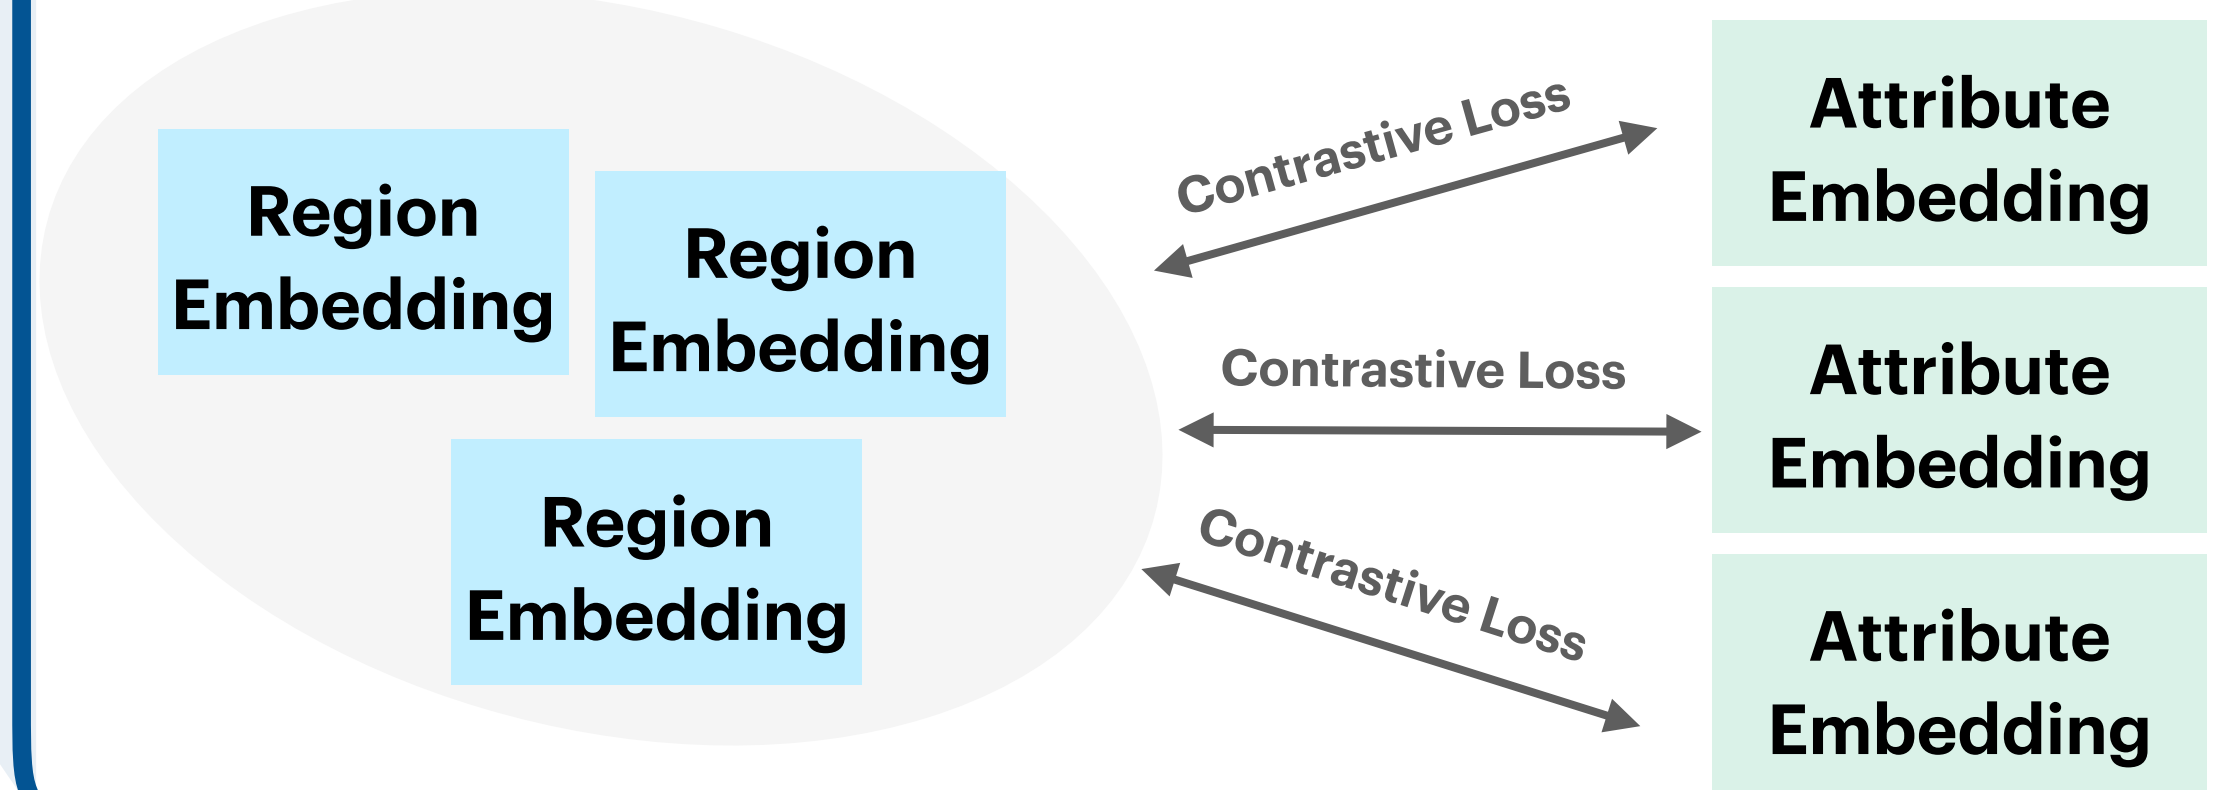 Region
Embedding
Region
Embedding
Region
Embedding
Contrastive Loss
Contrastive Loss
Contrastive Loss
Attribute
Embedding
Attribute
Embedding
Attribute
Embedding